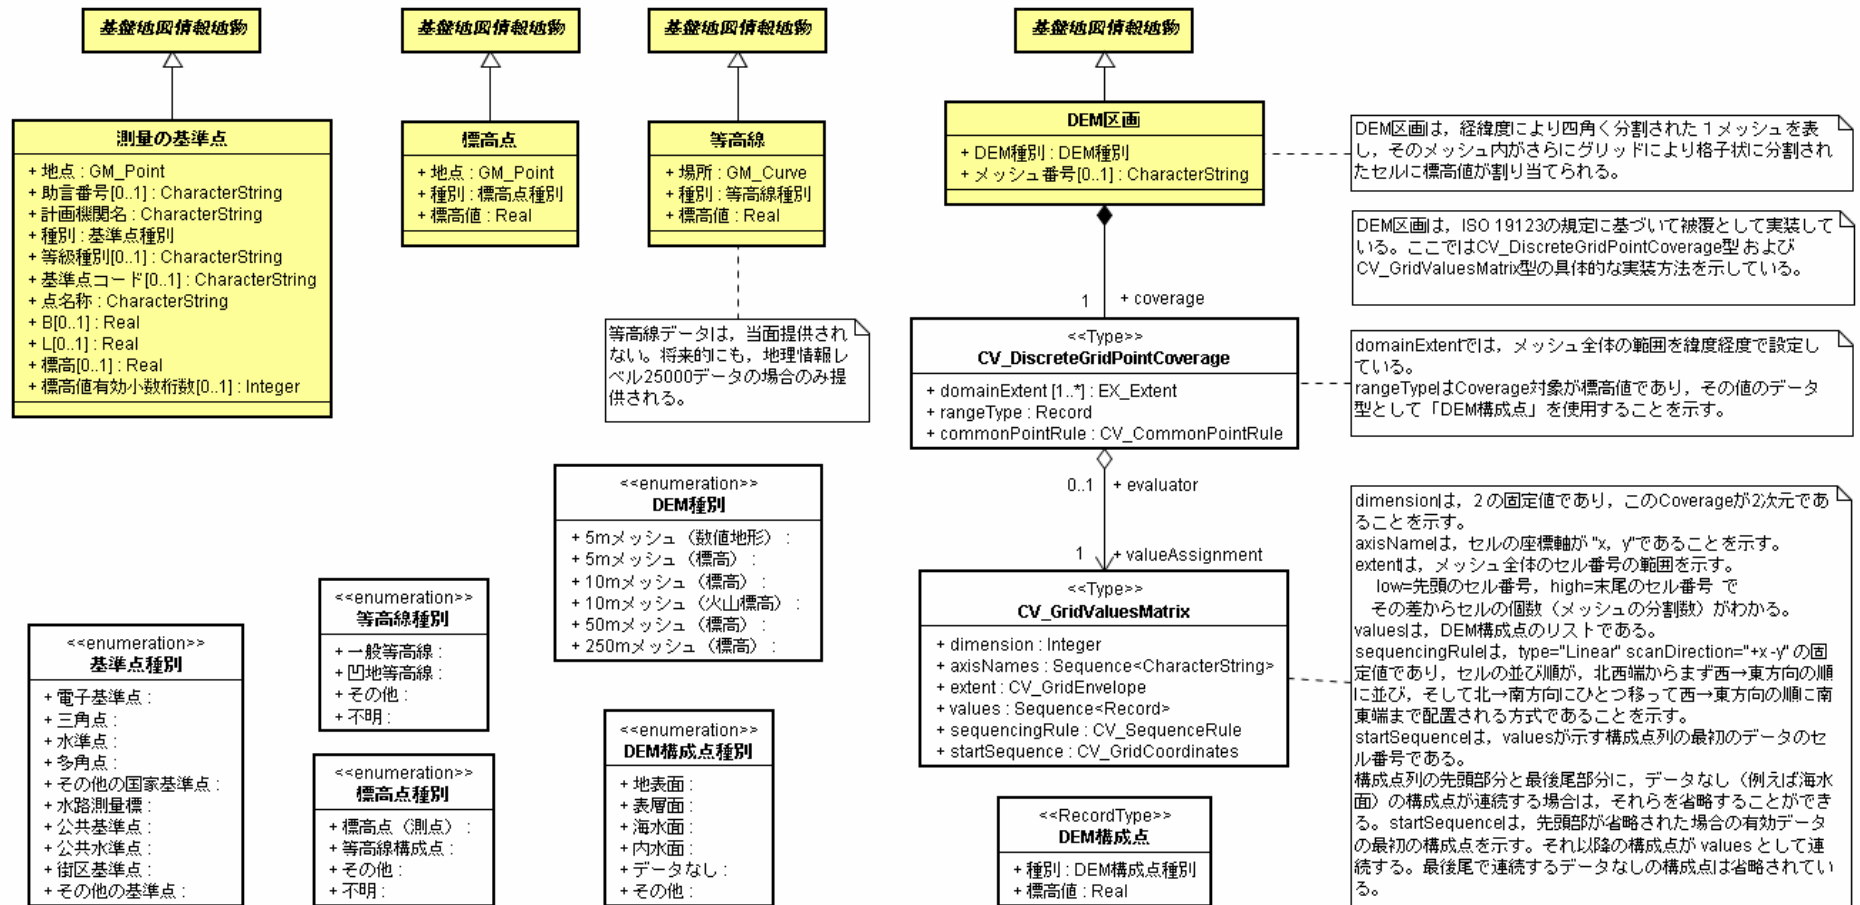 基盤地図情報地物
基盤地図情報地物
基盤地図情報地物
基盤地図情報地物
測量の基準点
+ 地点 : GM_Point
+ 助言番号[0..1] : CharacterString
+ 計画機関名 : CharacterString
+ 種別 : 基準点種別
+ 等級種別[0..1] : CharacterString
+ 基準点コード[0..1] : CharacterString
+ 点名称 : CharacterString
+ B[0..1] : Real
+ L[0..1] : Real
+ 標高[0..1] : Real
+ 標高値有効小数桁数[0..1] : Integer
標高点
+ 地点 : GM_Point
+ 種別 : 標高点種別
+ 標高値 : Real
等高線
+ 場所 : GM_Curve
+ 種別 : 等高線種別
+ 標高値 : Real
等高線データは，当面提供され
ない。将来的にも，地理情報レ
ベル25000データの場合のみ提
供される。
DEM区画
+ DEM種別 : DEM種別
+ メッシュ番号[0..1] : CharacterString
DEM区画は，経緯度により四角く分割された１メッシュを表
し，そのメッシュ内がさらにグリッドにより格子状に分割され
たセルに標高値が割り当てられる。
DEM区画は，ISO 19123の規定に基づいて被覆として実装して
いる。ここではCV_DiscreteGridPointCoverage型 および
CV_GridValuesMatrix型の具体的な実装方法を示している。
1
+ coverage
<<Type>>
CV_DiscreteGridPointCoverage
+ domainExtent [1..*] : EX_Extent
+ rangeType : Record
+ commonPointRule : CV_CommonPointRule
domainExtentでは，メッシュ全体の範囲を緯度経度で設定し
ている。
rangeTypeはCoverage対象が標高値であり，その値のデータ
型として「DEM構成点」を使用することを示す。
0..1
+ evaluator
1
+ valueAssignment
<<Type>>
CV_GridValuesMatrix
+ dimension : Integer
+ axisNames : Sequence<CharacterString>
+ extent : CV_GridEnvelope
+ values : Sequence<Record>
+ sequencingRule : CV_SequenceRule
+ startSequence : CV_GridCoordinates
dimensionは，２の固定値であり，このCoverageが2次元であ
ることを示す。
axisNameは，セルの座標軸が "x，y"であることを示す。
extentは，メッシュ全体のセル番号の範囲を示す。
low=先頭のセル番号，high=末尾のセル番号 で
その差からセルの個数（メッシュの分割数）がわかる。
valuesは，DEM構成点のリストである。
sequencingRuleは，type="Linear" scanDirection="+x -y" の固
定値であり，セルの並び順が，北西端からまず西→東方向の順
に並び，そして北→南方向にひとつ移って西→東方向の順に南
東端まで配置される方式であることを示す。
startSequenceは，valuesが示す構成点列の最初のデータのセ
ル番号である。
構成点列の先頭部分と最後尾部分に，データなし（例えば海水
面）の構成点が連続する場合は，それらを省略することができ
る。startSequenceは，先頭部が省略された場合の有効データ
の最初の構成点を示す。それ以降の構成点が values として連
続する。最後尾で連続するデータなしの構成点は省略されてい
る。
<<enumeration>>
DEM種別
+ 5mメッシュ（数値地形） :
+ 5mメッシュ（標高） :
+ 10mメッシュ（標高） :
+ 10mメッシュ（火山標高） :
+ 50mメッシュ（標高） :
+ 250mメッシュ（標高） :
<<enumeration>>
等高線種別
+ 一般等高線 :
+ 凹地等高線 :
+ その他 :
+ 不明 :
<<enumeration>>
基準点種別
+ 電子基準点 :
+ 三角点 :
+ 水準点 :
+ 多角点 :
+ その他の国家基準点 :
+ 水路測量標 :
+ 公共基準点 :
+ 公共水準点 :
+ 街区基準点 :
+ その他の基準点 :
<<enumeration>>
標高点種別
+ 標高点（測点） :
+ 等高線構成点 :
+ その他 :
+ 不明 :
<<enumeration>>
DEM構成点種別
+ 地表面 :
+ 表層面 :
+ 海水面 :
+ 内水面 :
+ データなし :
+ その他 :
<<RecordType>>
DEM構成点
+ 種別 : DEM構成点種別
+ 標高値 : Real